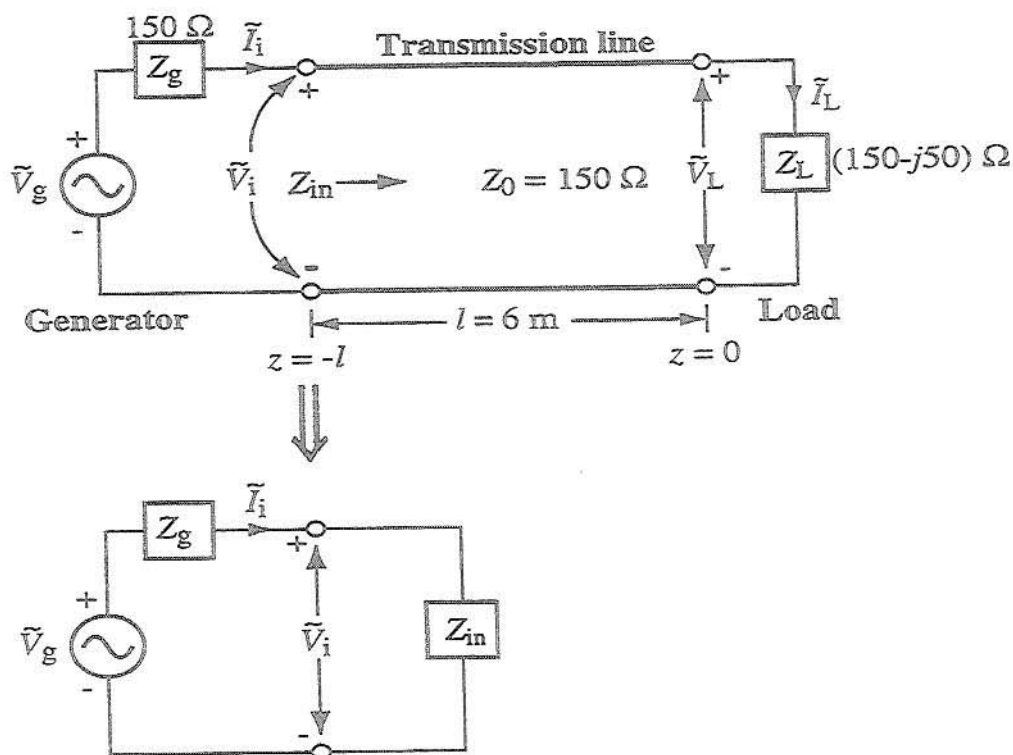 150 Ω
Z_g
Ĩ_i
Transmission line
+
+
Ĩ_L
+
Ṽ_g
-
Ṽ_i
Z_in
Z_0 = 150 Ω
Ṽ_L
Z_L
(150-j50) Ω
-
-
Generator
l = 6 m
Load
z = -l
z = 0
Z_g
Ĩ_i
+
+
Ṽ_g
-
Ṽ_i
Z_in
-